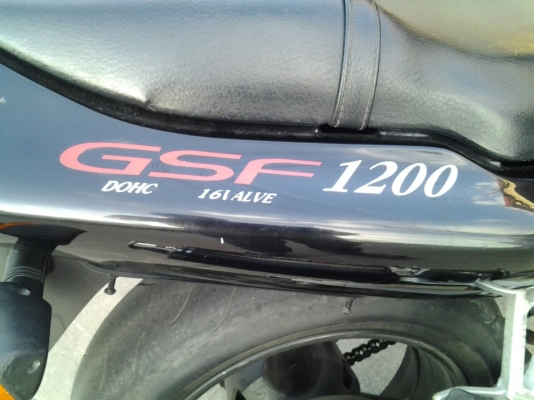 GSF 1200
DOHC 16VALVE